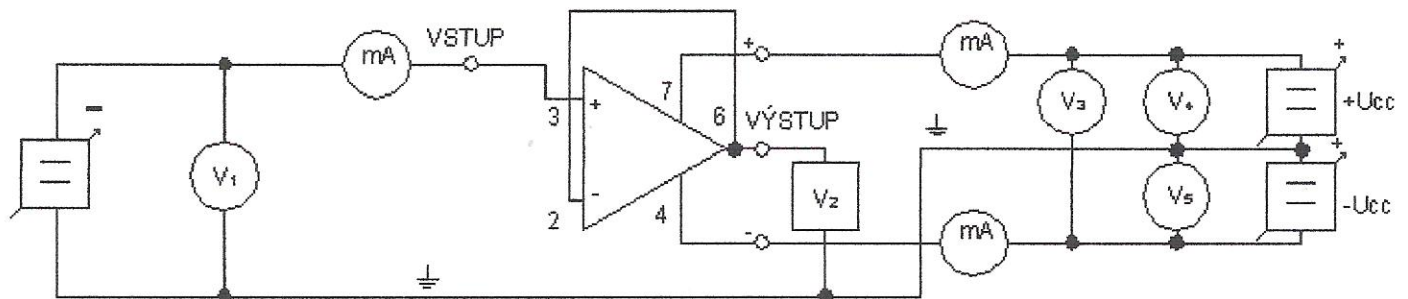 mA
VSTUP
+
mA
+
-
7
V₃
V₄
+Ucc
+
3
6
VÝSTUP
V₁
+
-
2
4
V₂
V₅
-Ucc
-
mA